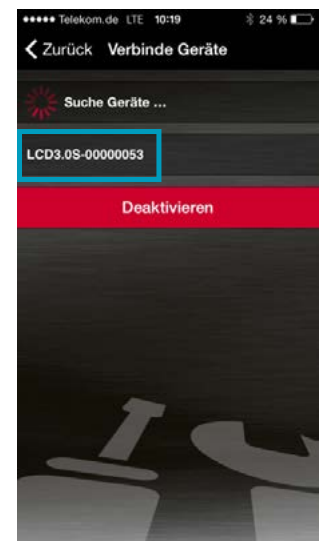 Telekom.de LTE 10:19 24 %
Zurück Verbinde Geräte
Suche Geräte ...
LCD3.0S-00000053
Deaktivieren